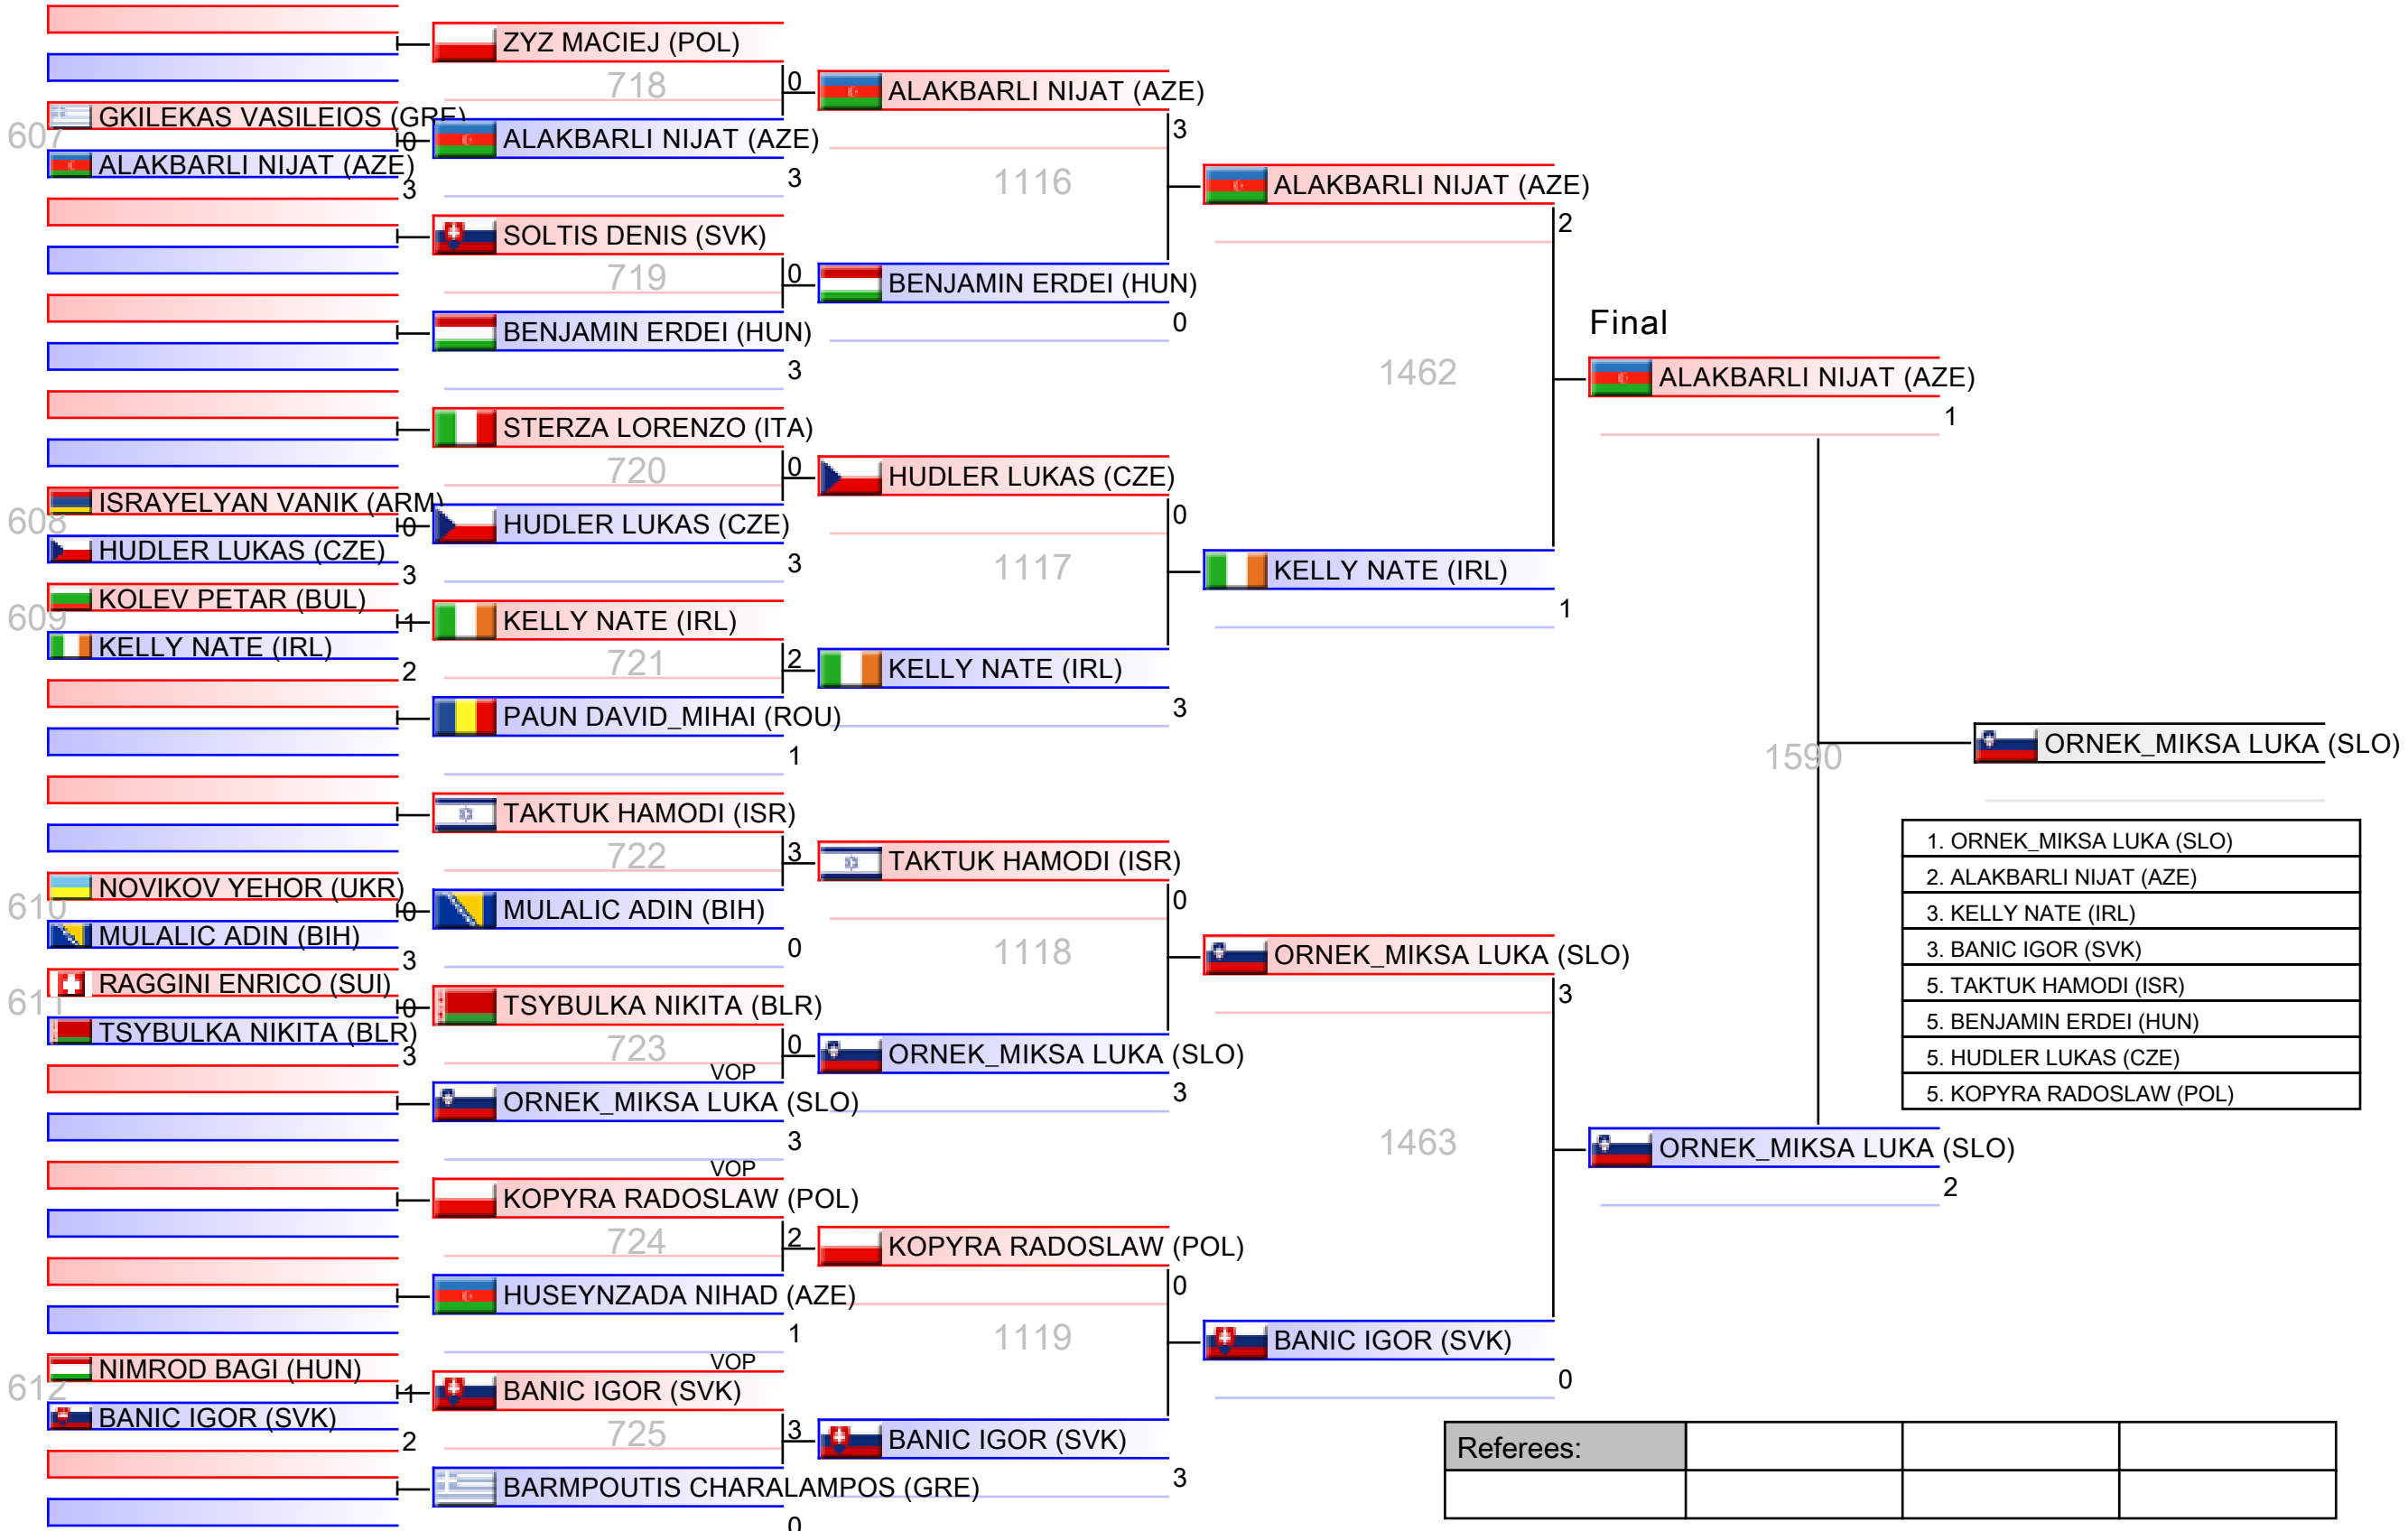 607
GKILEKAS VASILEIOS (GRE)
0
ALAKBARLI NIJAT (AZE)
3
608
ISRAYELYAN VANIK (ARM)
0
HUDLER LUKAS (CZE)
3
609
KOLEV PETAR (BUL)
1
KELLY NATE (IRL)
2
610
NOVIKOV YEHOR (UKR)
0
MULALIC ADIN (BIH)
3
611
RAGGINI ENRICO (SUI)
0
TSYBULKA NIKITA (BLR)
3
612
NIMROD BAGI (HUN)
1
BANIC IGOR (SVK)
2
ZYZ MACIEJ (POL)
718
0
ALAKBARLI NIJAT (AZE)
3
SOLTIS DENIS (SVK)
719
0
BENJAMIN ERDEI (HUN)
3
STERZA LORENZO (ITA)
720
0
HUDLER LUKAS (CZE)
3
KELLY NATE (IRL)
721
2
PAUN DAVID_MIHAI (ROU)
1
TAKTUK HAMODI (ISR)
722
3
MULALIC ADIN (BIH)
0
TSYBULKA NIKITA (BLR)
723
0
VOP
ORNEK_MIKSA LUKA (SLO)
3
VOP
KOPYRA RADOSLAW (POL)
724
2
HUSEYNZADA NIHAD (AZE)
1
VOP
BANIC IGOR (SVK)
725
3
BARMPOUTIS CHARALAMPOS (GRE)
0
ALAKBARLI NIJAT (AZE)
3
1116
BENJAMIN ERDEI (HUN)
0
HUDLER LUKAS (CZE)
0
1117
KELLY NATE (IRL)
3
TAKTUK HAMODI (ISR)
0
1118
ORNEK_MIKSA LUKA (SLO)
3
KOPYRA RADOSLAW (POL)
0
1119
BANIC IGOR (SVK)
3
ALAKBARLI NIJAT (AZE)
2
1462
KELLY NATE (IRL)
1
ORNEK_MIKSA LUKA (SLO)
3
1463
BANIC IGOR (SVK)
0
Final
ALAKBARLI NIJAT (AZE)
1
1590
ORNEK_MIKSA LUKA (SLO)
2
ORNEK_MIKSA LUKA (SLO)
1. ORNEK_MIKSA LUKA (SLO)
2. ALAKBARLI NIJAT (AZE)
3. KELLY NATE (IRL)
3. BANIC IGOR (SVK)
5. TAKTUK HAMODI (ISR)
5. BENJAMIN ERDEI (HUN)
5. HUDLER LUKAS (CZE)
5. KOPYRA RADOSLAW (POL)
Referees: